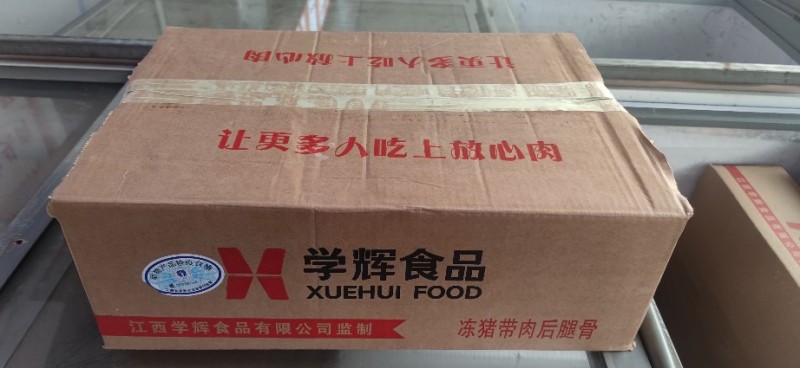 让更多人吃上放心肉
让更多人吃上放心肉
学辉食品
XUEHUI FOOD
江西学辉食品有限公司监制
冻猪带肉后腿骨